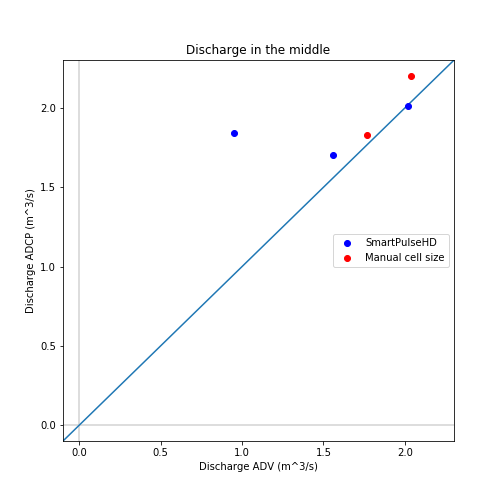 Discharge in the middle
Discharge ADCP (m^3/s)
2.0
1.5
1.0
0.5
0.0
SmartPulseHD
Manual cell size
0.0 0.5 1.0 1.5 2.0
Discharge ADV (m^3/s)